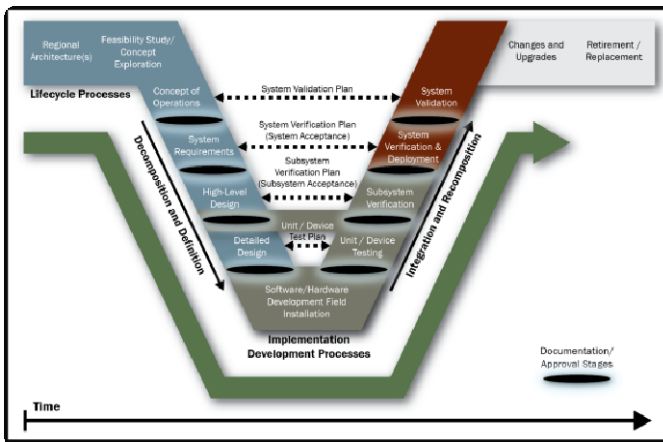 Regional
Architecture(s)
Feasibility Study/
Concept
Exploration
Changes and
Upgrades
Retirement /
Replacement
Lifecycle Processes
Concept of
Operations
System Validation Plan
System
Validation
System
Requirements
System Verification Plan
(System Acceptance)
System
Verification &
Deployment
High-Level
Design
Subsystem
Verification Plan
(Subsystem Acceptance)
Subsystem
Verification
Detailed
Design
Unit / Device
Test Plan
Unit / Device
Testing
Decomposition and Definition
Integration and Recomposition
Software/Hardware
Development Field
Installation
Implementation
Development Processes
Documentation/
Approval Stages
Time